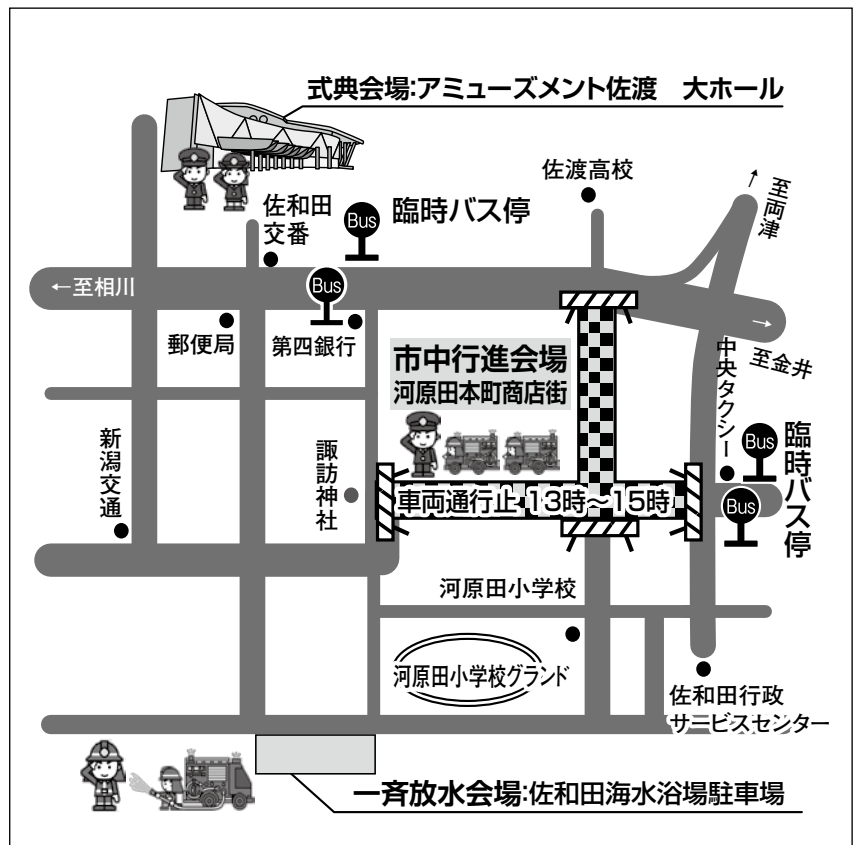 式典会場:アミューズメント佐渡　大ホール
佐渡高校
↑至両津
佐和田
交番
Bus
臨時バス停
←至相川
Bus
→
至金井
郵便局
第四銀行
市中行進会場
河原田本町商店街
中央タクシー
新潟交通
諏訪神社
Bus
Bus
臨時バス停
車両通行止 13時～15時
河原田小学校
河原田小学校グランド
佐和田行政
サービスセンター
一斉放水会場:佐和田海水浴場駐車場